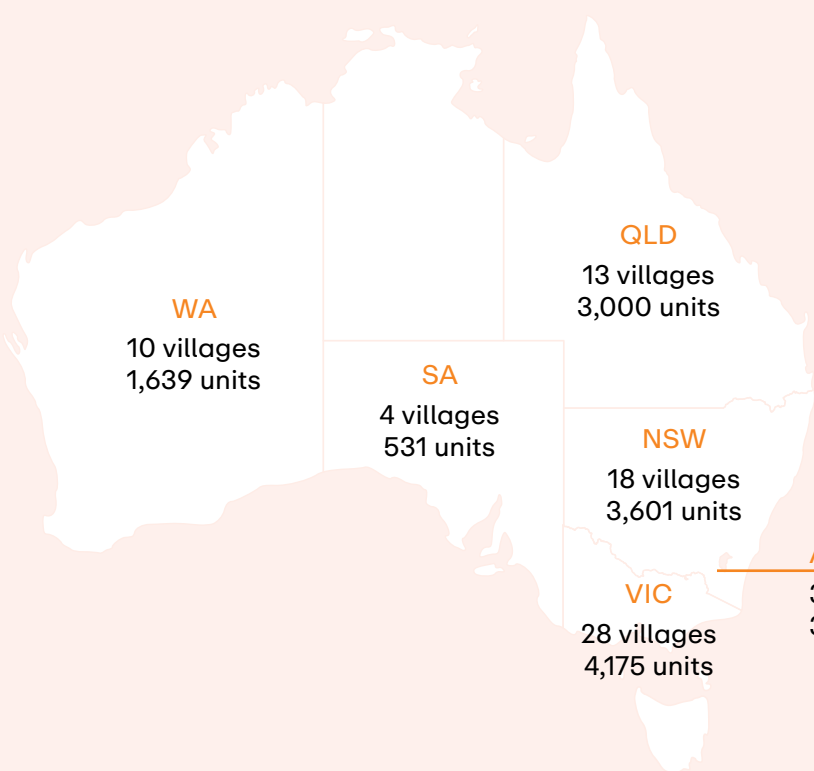 QLD
13 villages
3,000 units
WA
10 villages
1,639 units
SA
4 villages
531 units
NSW
18 villages
3,601 units
VIC
28 villages
4,175 units